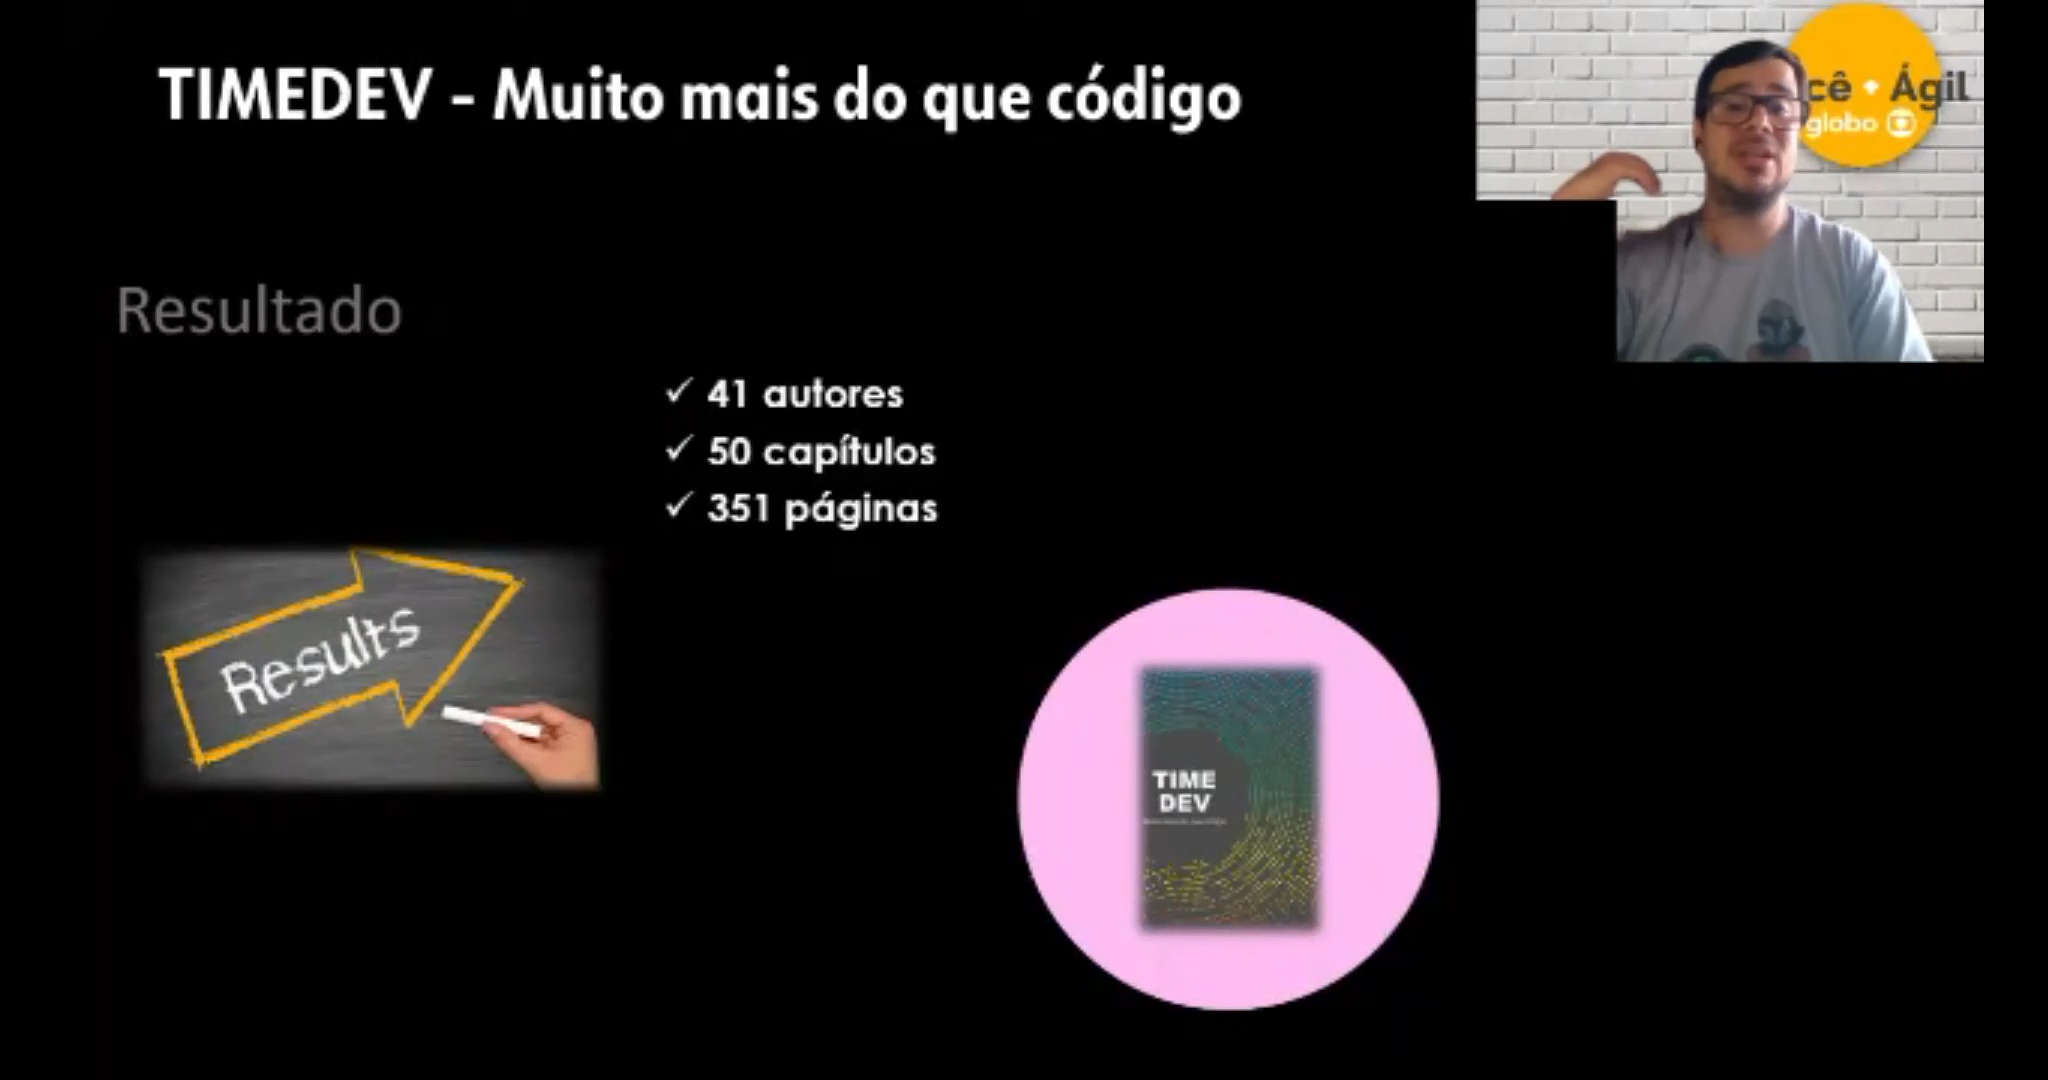 TIMEDEV - Muito mais do que código
cê + Ágil
globo
Resultado
✓ 41 autores
✓ 50 capítulos
✓ 351 páginas
Results
TIME
DEV